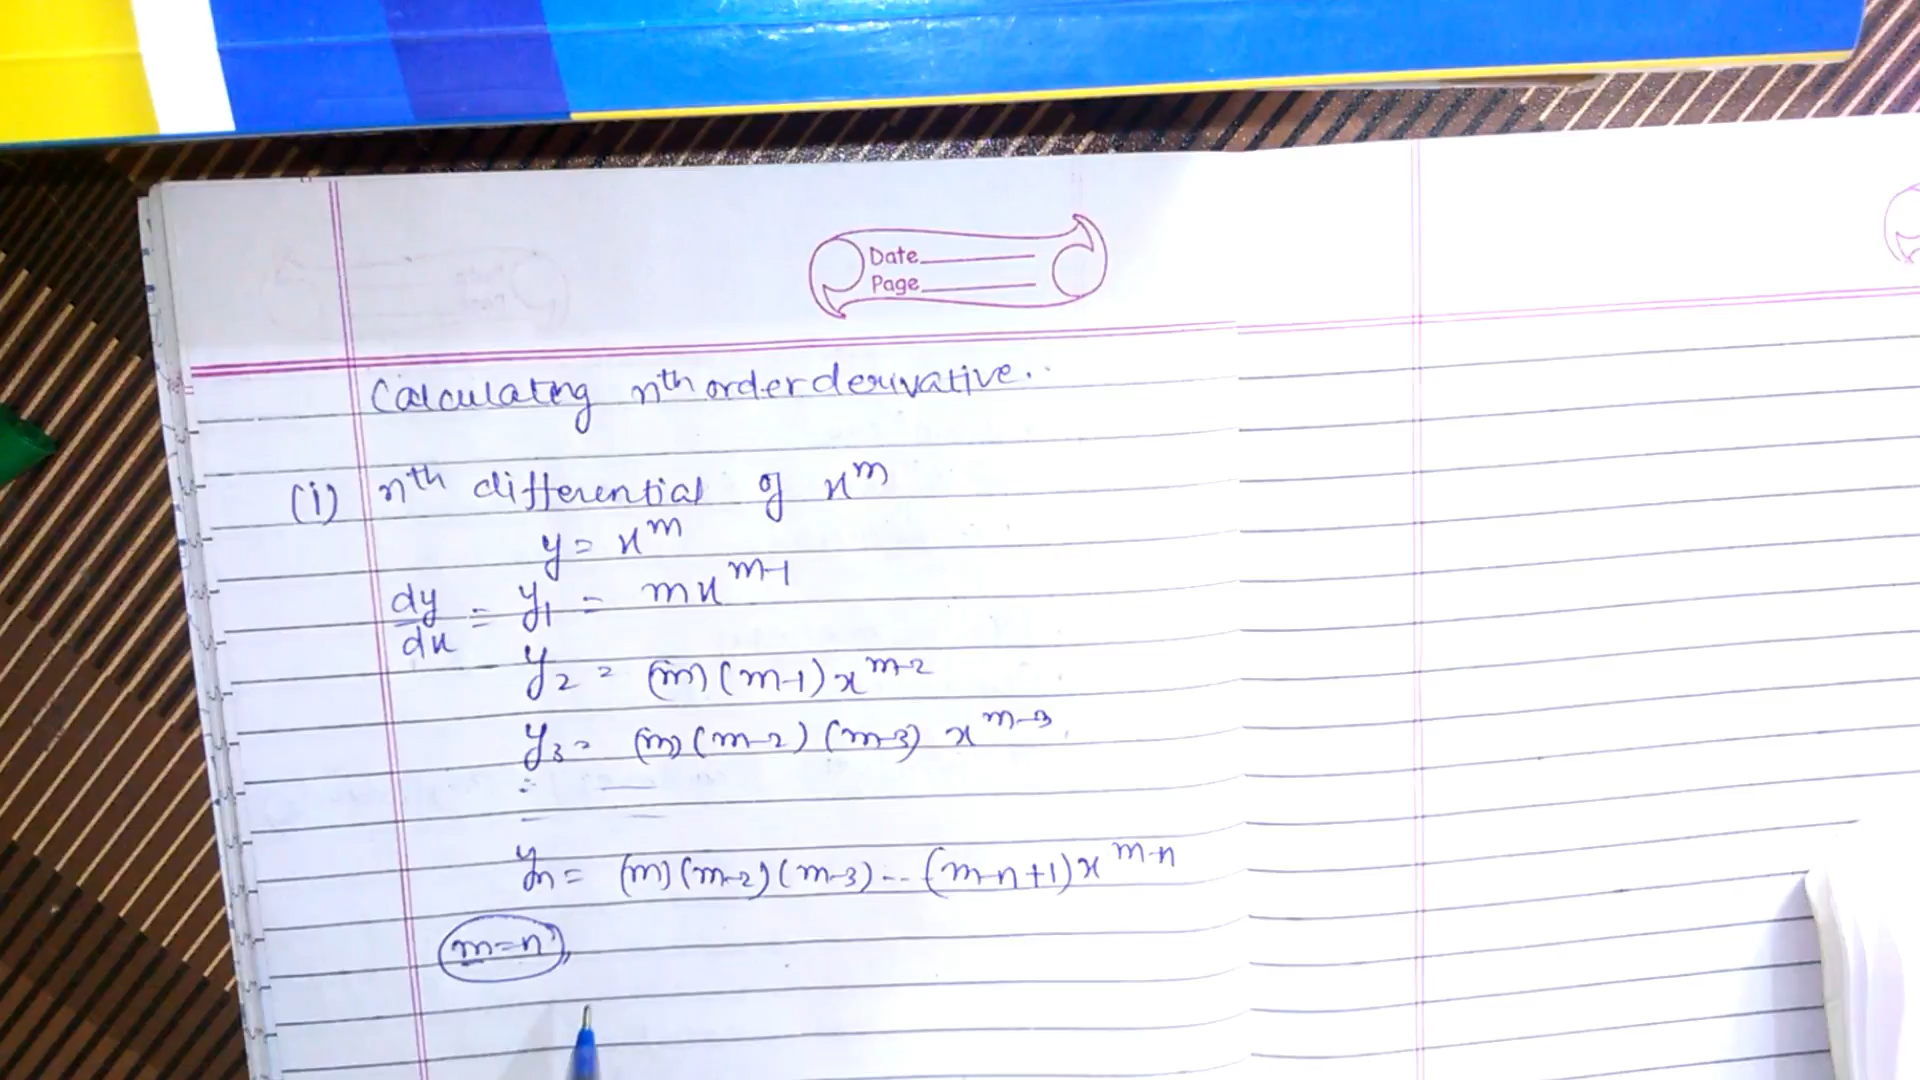 Date
Page
Calculating nth order derivative..
(i) nth differential of x^m
y = x^m
dy/dx = y1 = mx^m-1
y2 = (m)(m-1)x^m-2
y3 = (m)(m-2)(m-3) x^m-3
yn = (m)(m-2)(m-3)--(m-n+1)x^m-n
m=n,